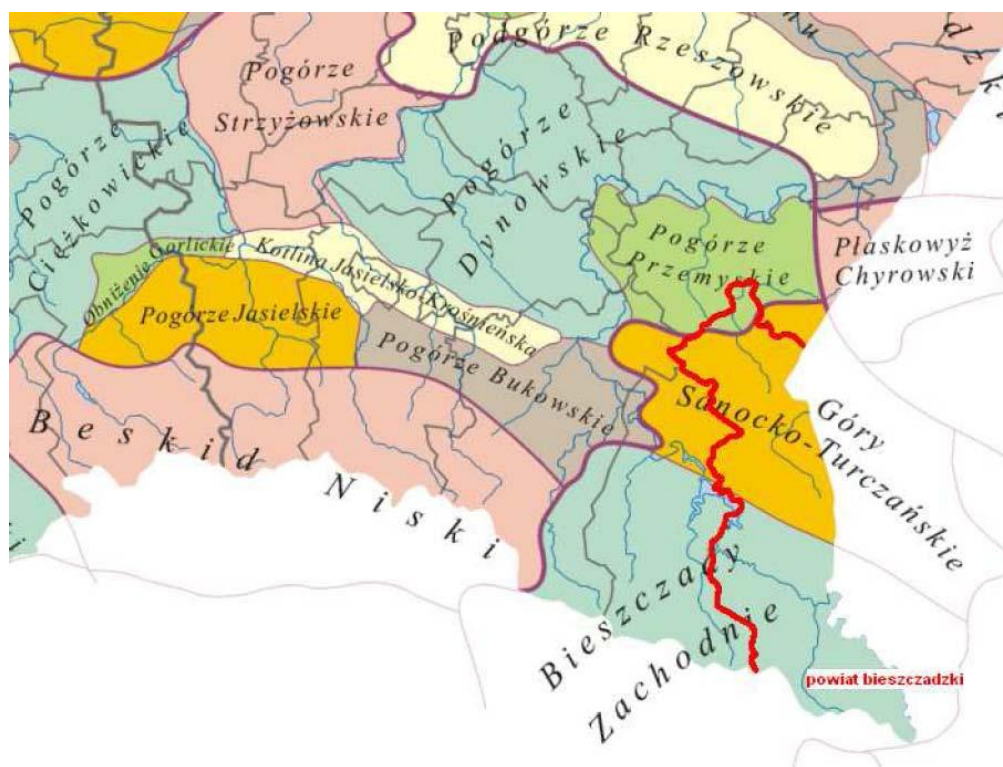 Podgórze Rzeszowskie
Pogórze
Strzyżowskie
Pogórze
Ciężkowickie
Pogórze
Dynowskie
Obniżenie Gorlickie
Kotlina Jasielsko-Krośnieńska
Pogórze
Przemyskie
Płaskowyż
Chyrowski
Pogórze Jasielskie
Pogórze Bukowskie
Sanocko-Turczańskie
Góry
Beskid Niski
Bieszczady
Zachodnie
powiat bieszczadzki